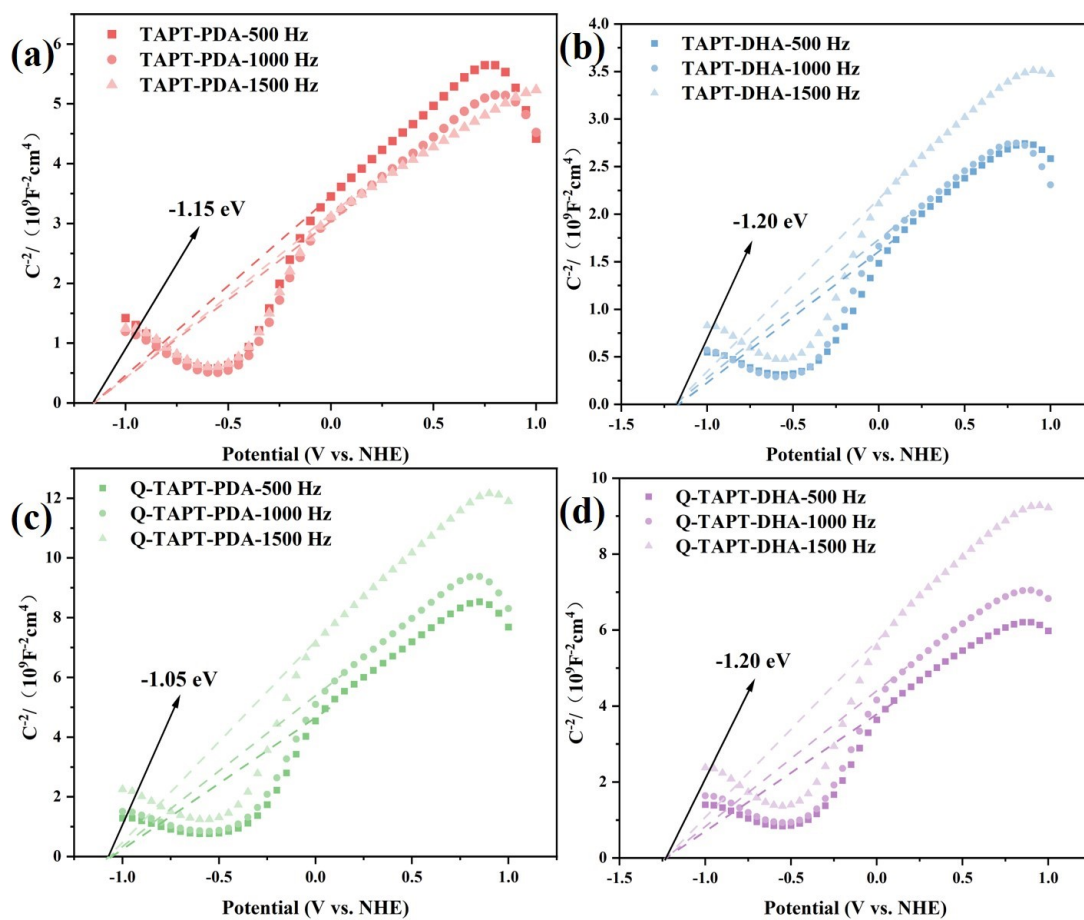 (a)
TAPT-PDA-500 Hz
TAPT-PDA-1000 Hz
TAPT-PDA-1500 Hz
-1.15 eV
C⁻²/（10⁹F⁻²cm⁴）
6
5
4
3
2
1
0
-1.0
-0.5
0.0
0.5
1.0
Potential (V vs. NHE)
(b)
TAPT-DHA-500 Hz
TAPT-DHA-1000 Hz
TAPT-DHA-1500 Hz
-1.20 eV
C⁻²/（10⁹F⁻²cm⁴）
4.0
3.5
3.0
2.5
2.0
1.5
1.0
0.5
0.0
-1.5
-1.0
-0.5
0.0
0.5
1.0
Potential (V vs. NHE)
(c)
Q-TAPT-PDA-500 Hz
Q-TAPT-PDA-1000 Hz
Q-TAPT-PDA-1500 Hz
-1.05 eV
C⁻²/（10⁹F⁻²cm⁴）
12
10
8
6
4
2
0
-1.0
-0.5
0.0
0.5
1.0
Potential (V vs. NHE)
(d)
Q-TAPT-DHA-500 Hz
Q-TAPT-DHA-1000 Hz
Q-TAPT-DHA-1500 Hz
-1.20 eV
C⁻²/（10⁹F⁻²cm⁴）
10
8
6
4
2
0
-1.5
-1.0
-0.5
0.0
0.5
1.0
Potential (V vs. NHE)